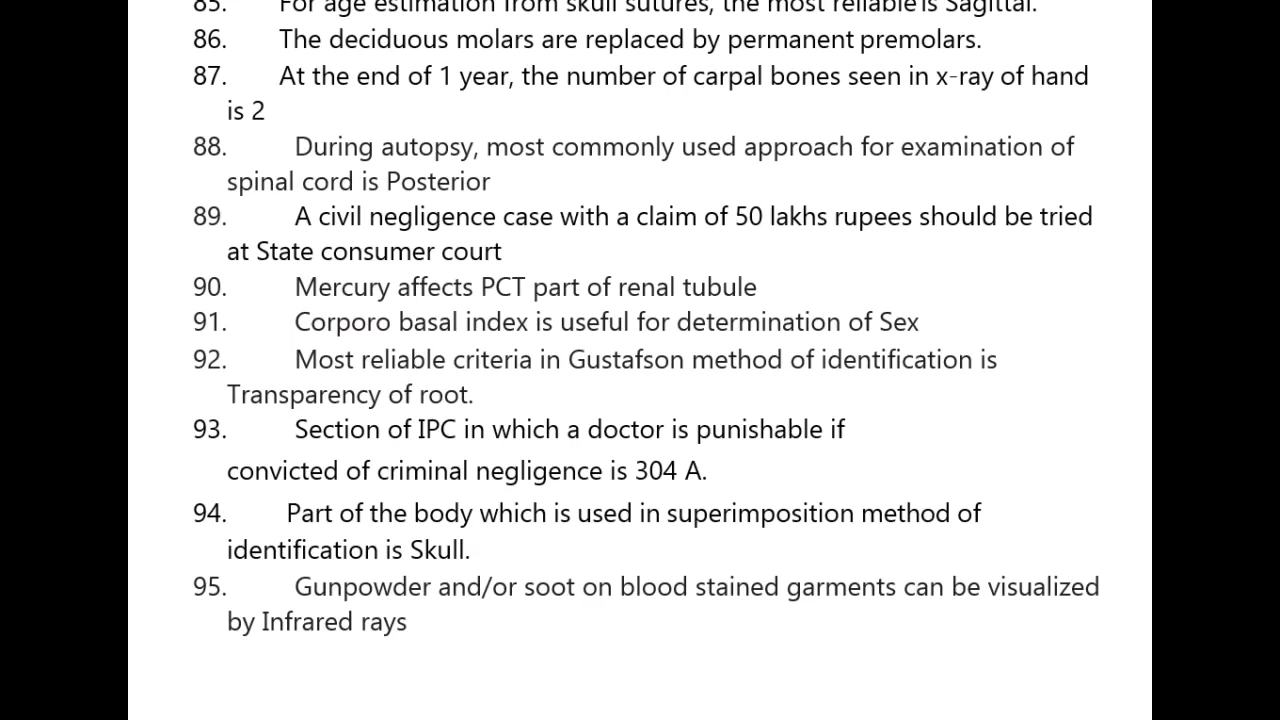 85. For age estimation from skull sutures, the most reliable is Sagittal.
86. The deciduous molars are replaced by permanent premolars.
87. At the end of 1 year, the number of carpal bones seen in x-ray of hand
is 2
88. During autopsy, most commonly used approach for examination of
spinal cord is Posterior
89. A civil negligence case with a claim of 50 lakhs rupees should be tried
at State consumer court
90. Mercury affects PCT part of renal tubule
91. Corporo basal index is useful for determination of Sex
92. Most reliable criteria in Gustafson method of identification is
Transparency of root.
93. Section of IPC in which a doctor is punishable if
convicted of criminal negligence is 304 A.
94. Part of the body which is used in superimposition method of
identification is Skull.
95. Gunpowder and/or soot on blood stained garments can be visualized
by Infrared rays